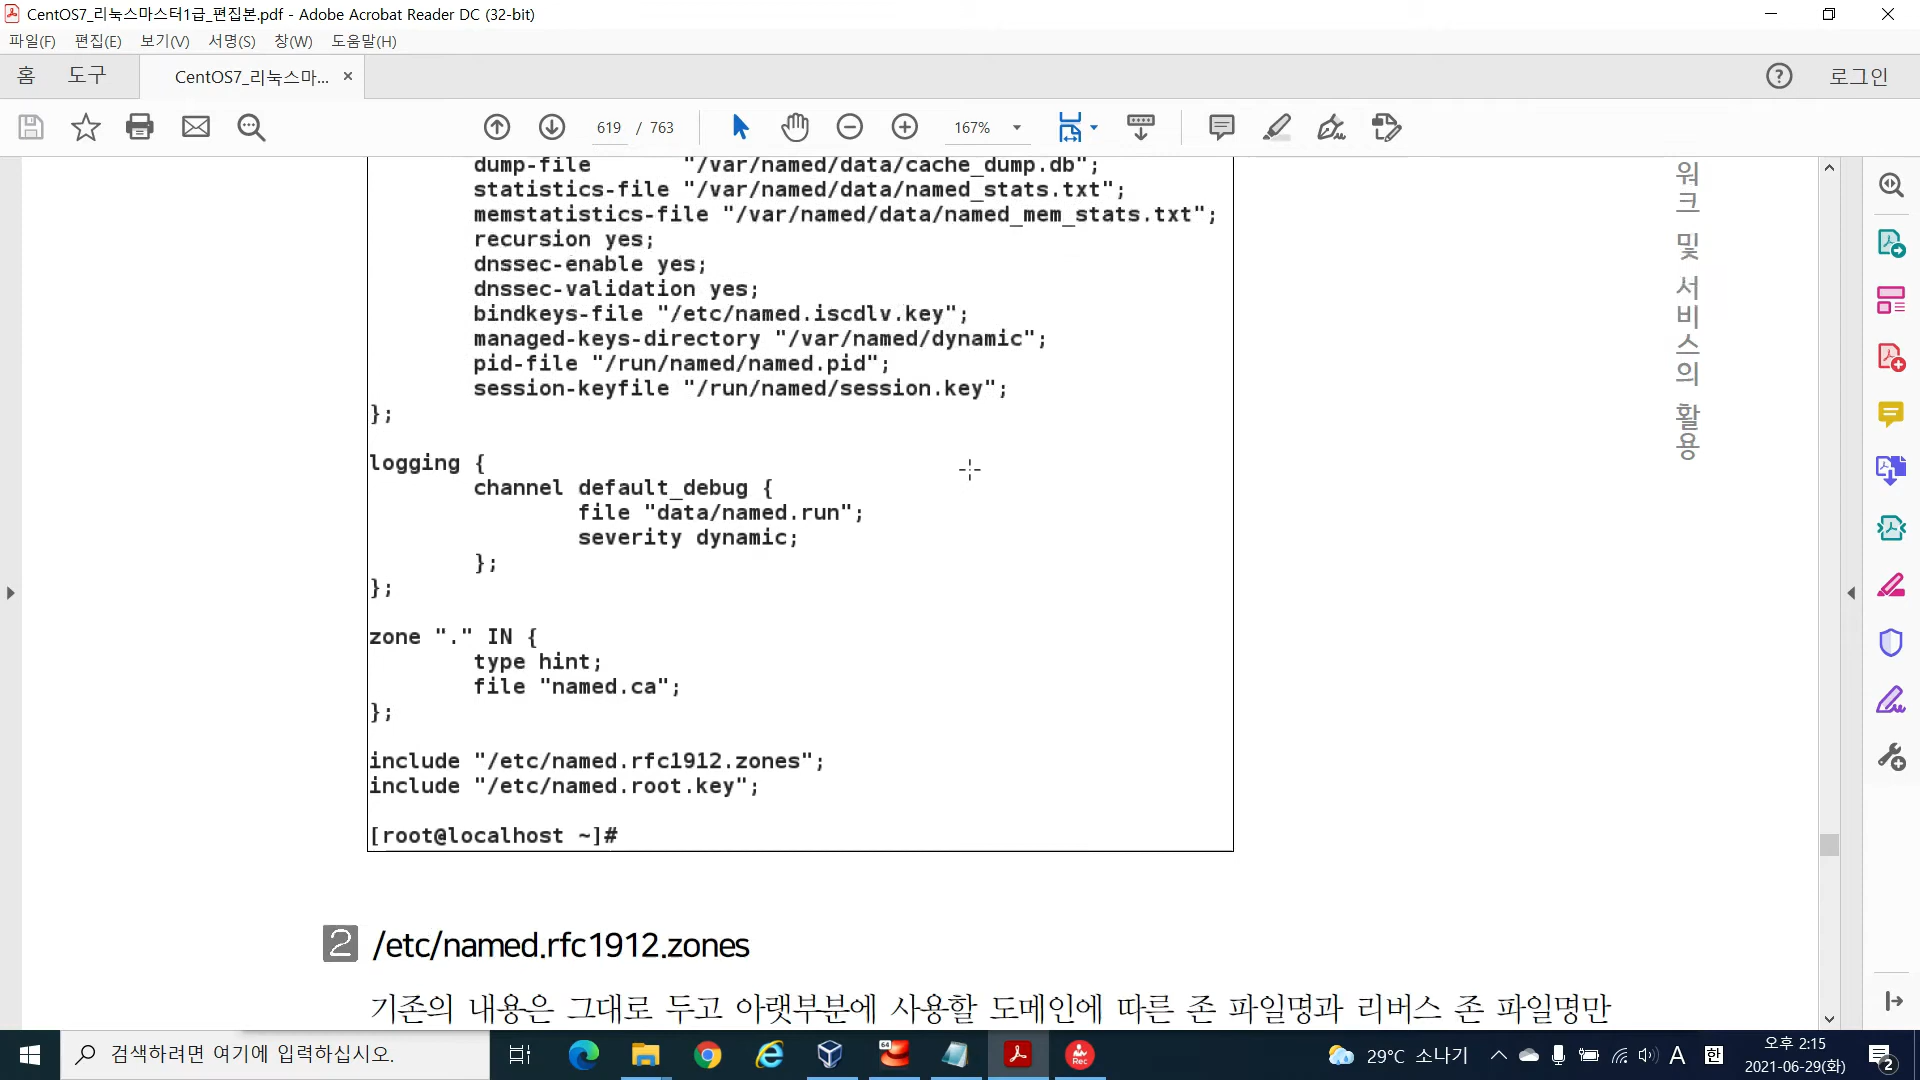 CentOS7_리눅스마스터1급_편집본.pdf - Adobe Acrobat Reader DC (32-bit)
파일(F) 편집(E) 보기(V) 서명(S) 창(W) 도움말(H)
홈 도구 CentOS7_리눅스마... × 로그인
619 / 763 167%
dump-file "/var/named/data/cache_dump.db";
statistics-file "/var/named/data/named_stats.txt";
memstatistics-file "/var/named/data/named_mem_stats.txt";
recursion yes;
dnssec-enable yes;
dnssec-validation yes;
bindkeys-file "/etc/named.iscdlv.key";
managed-keys-directory "/var/named/dynamic";
pid-file "/run/named/named.pid";
session-keyfile "/run/named/session.key";
};
logging {
channel default_debug {
file "data/named.run";
severity dynamic;
};
};
zone "." IN {
type hint;
file "named.ca";
};
include "/etc/named.rfc1912.zones";
include "/etc/named.root.key";
[root@localhost ~]#
워크 및 서비스의 활용
2 /etc/named.rfc1912.zones
기존의 내용은 그대로 두고 아랫부분에 사용할 도메인에 따른 존 파일명과 리버스 존 파일명만
검색하려면 여기에 입력하십시오.
64
Rec
29°C 소나기
A 한
오후 2:15
2021-06-29(화)
2